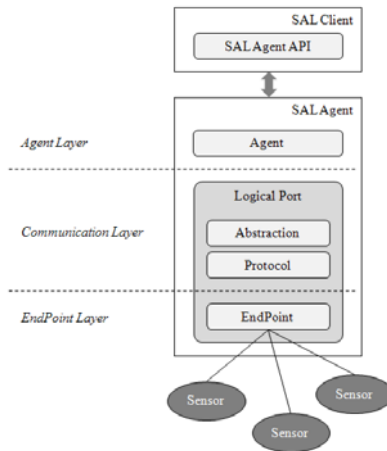 SAL Client
SAL Agent API
SAL Agent
Agent Layer
Agent
Logical Port
Communication Layer
Abstraction
Protocol
EndPoint Layer
EndPoint
Sensor
Sensor
Sensor